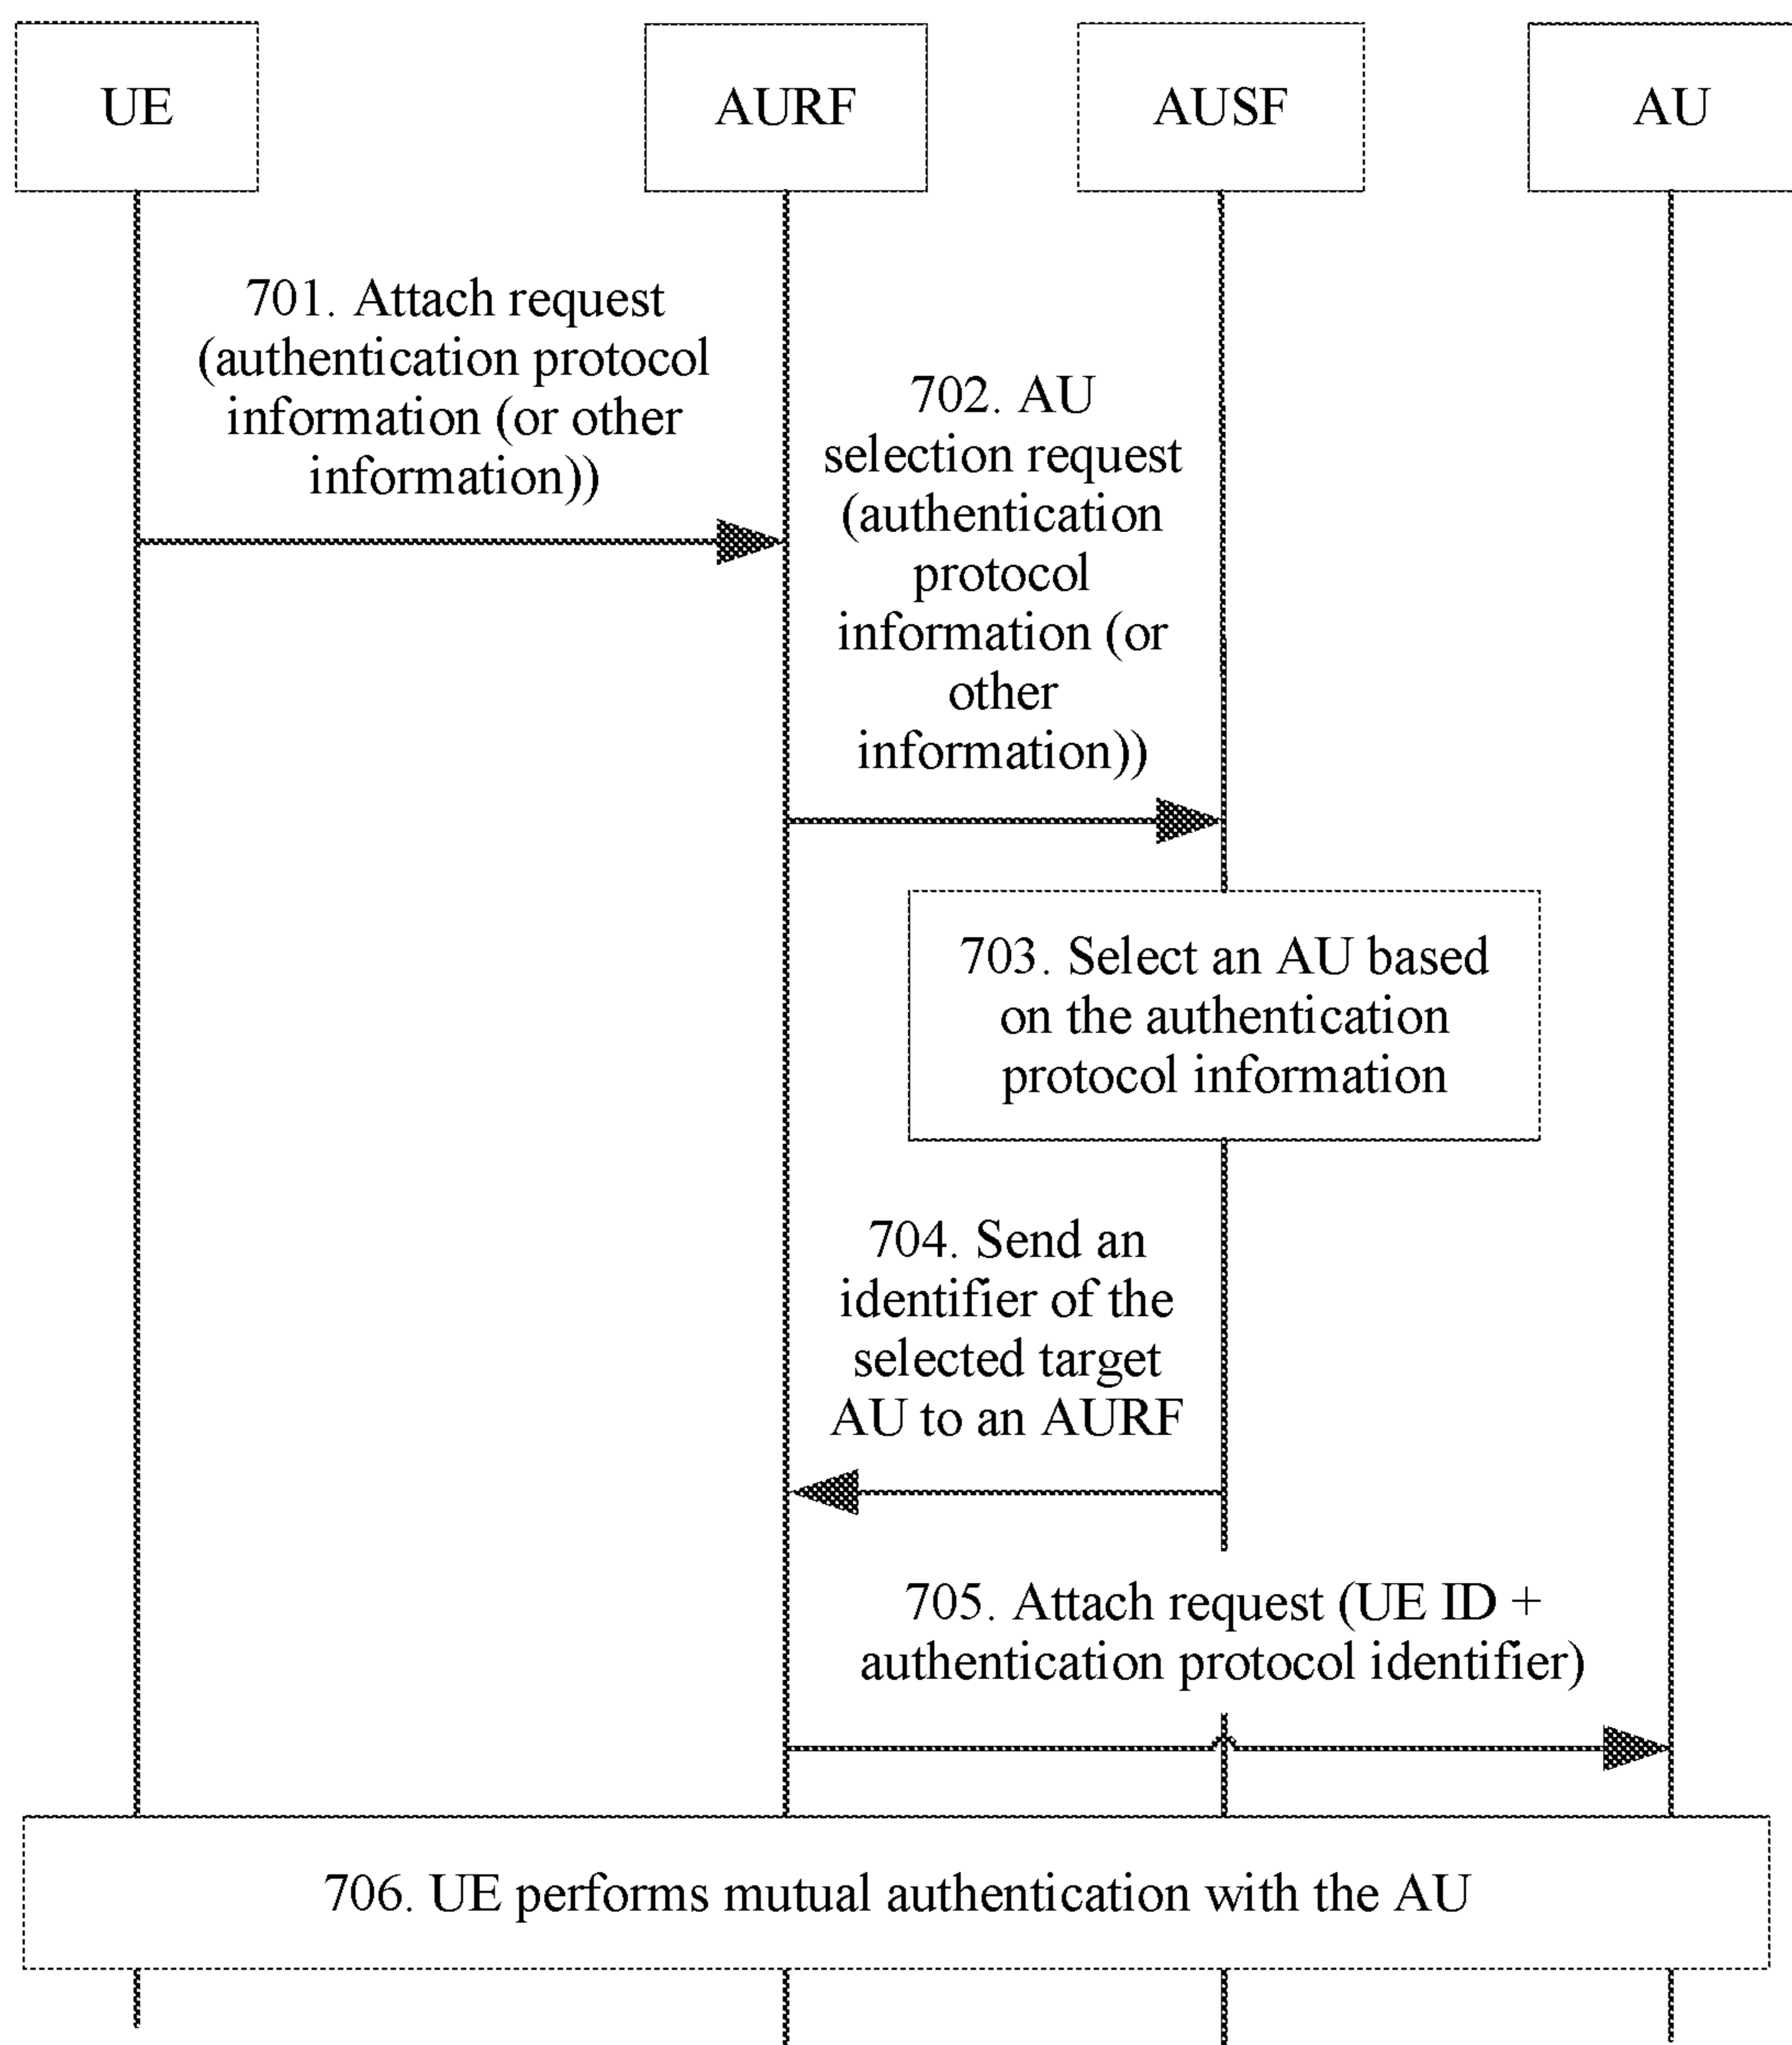 UE
AURF
AUSF
AU
701. Attach request
(authentication protocol
information (or other
information))
702. AU
selection request
(authentication
protocol
information (or
other
information))
703. Select an AU based
on the authentication
protocol information
704. Send an
identifier of the
selected target
AU to an AURF
705. Attach request (UE ID +
authentication protocol identifier)
706. UE performs mutual authentication with the AU